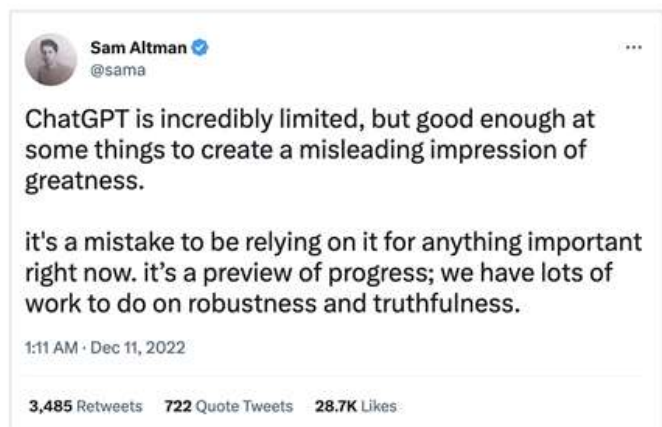 Sam Altman
@sama
ChatGPT is incredibly limited, but good enough at
some things to create a misleading impression of
greatness.
it's a mistake to be relying on it for anything important
right now. it’s a preview of progress; we have lots of
work to do on robustness and truthfulness.
1:11 AM · Dec 11, 2022
3,485 Retweets 722 Quote Tweets 28.7K Likes